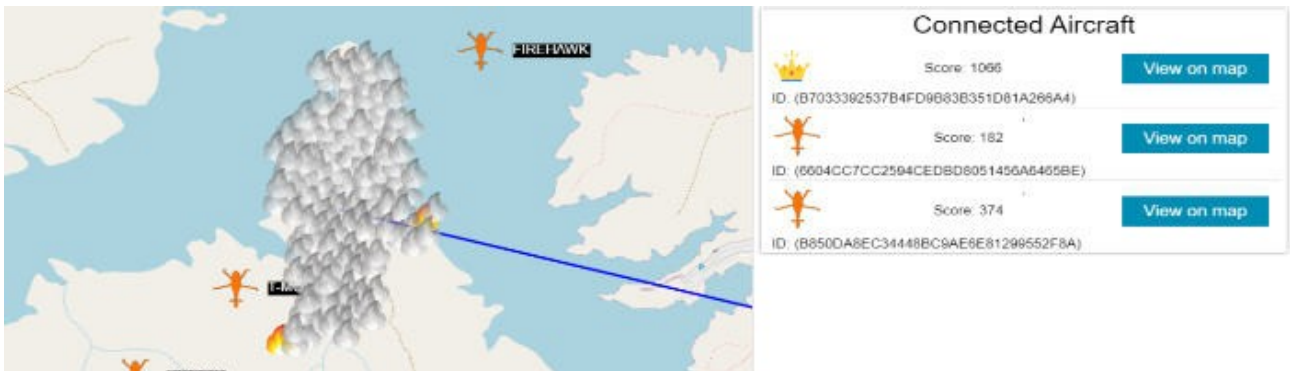 FIREHAWK
Connected Aircraft
Score: 1066
View on map
ID: (B7033392537B4FD9B83B351D81A266A4)
Score: 182
View on map
ID: (6604CC7CC2594CEDBD8051456A6465BE)
Score: 374
View on map
ID: (B850DA8EC34448BC9AE6E81299552F8A)